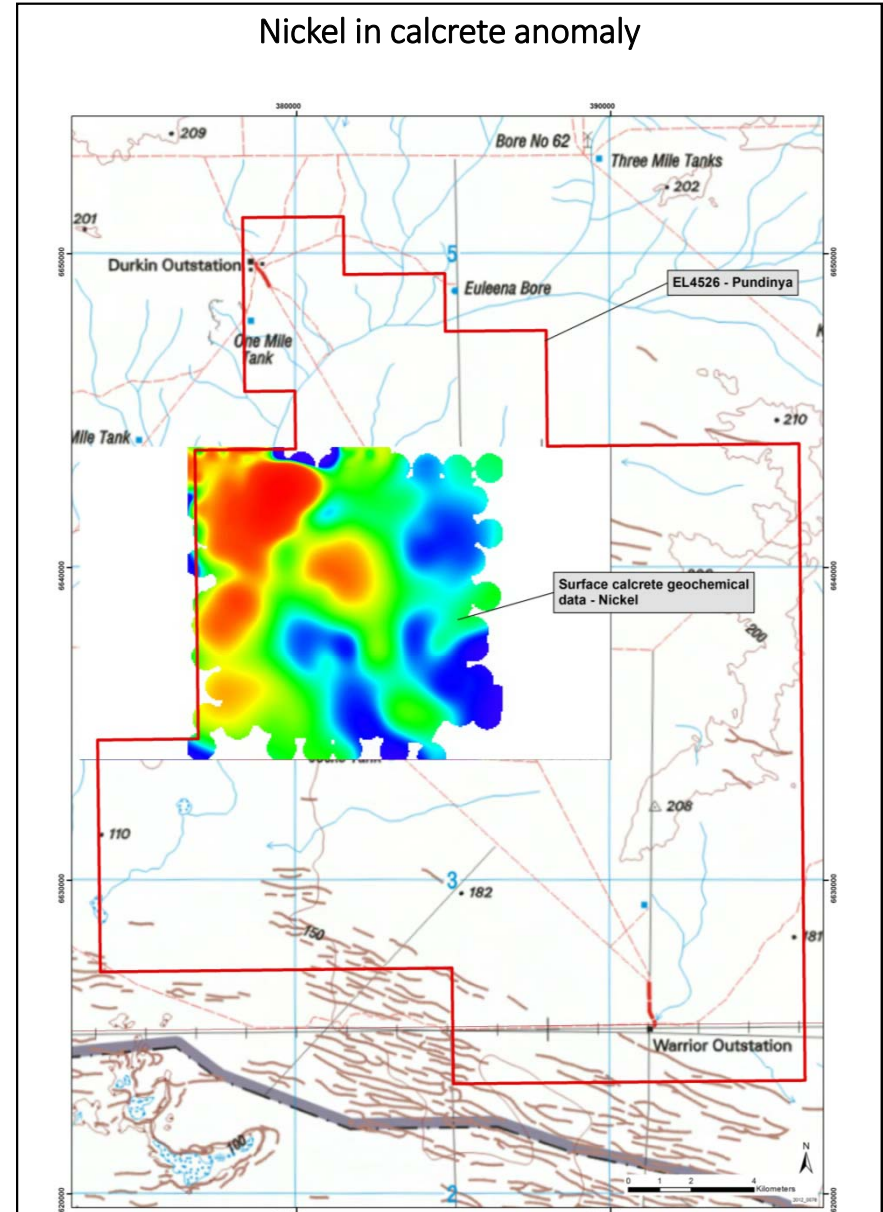 Nickel in calcrete anomaly
380000
390000
209
Bore No 62
Three Mile Tanks
202
201
6650000
5
6650000
Durkin Outstation
EL4526 - Pundinya
Euleena Bore
One Mile
Tank
210
Mile Tank
6640000
6640000
Surface calcrete geochemical
data - Nickel
200
208
110
6630000
3
6630000
182
150
181
Warrior Outstation
100
N
0 1 2 4
Kilometers
2